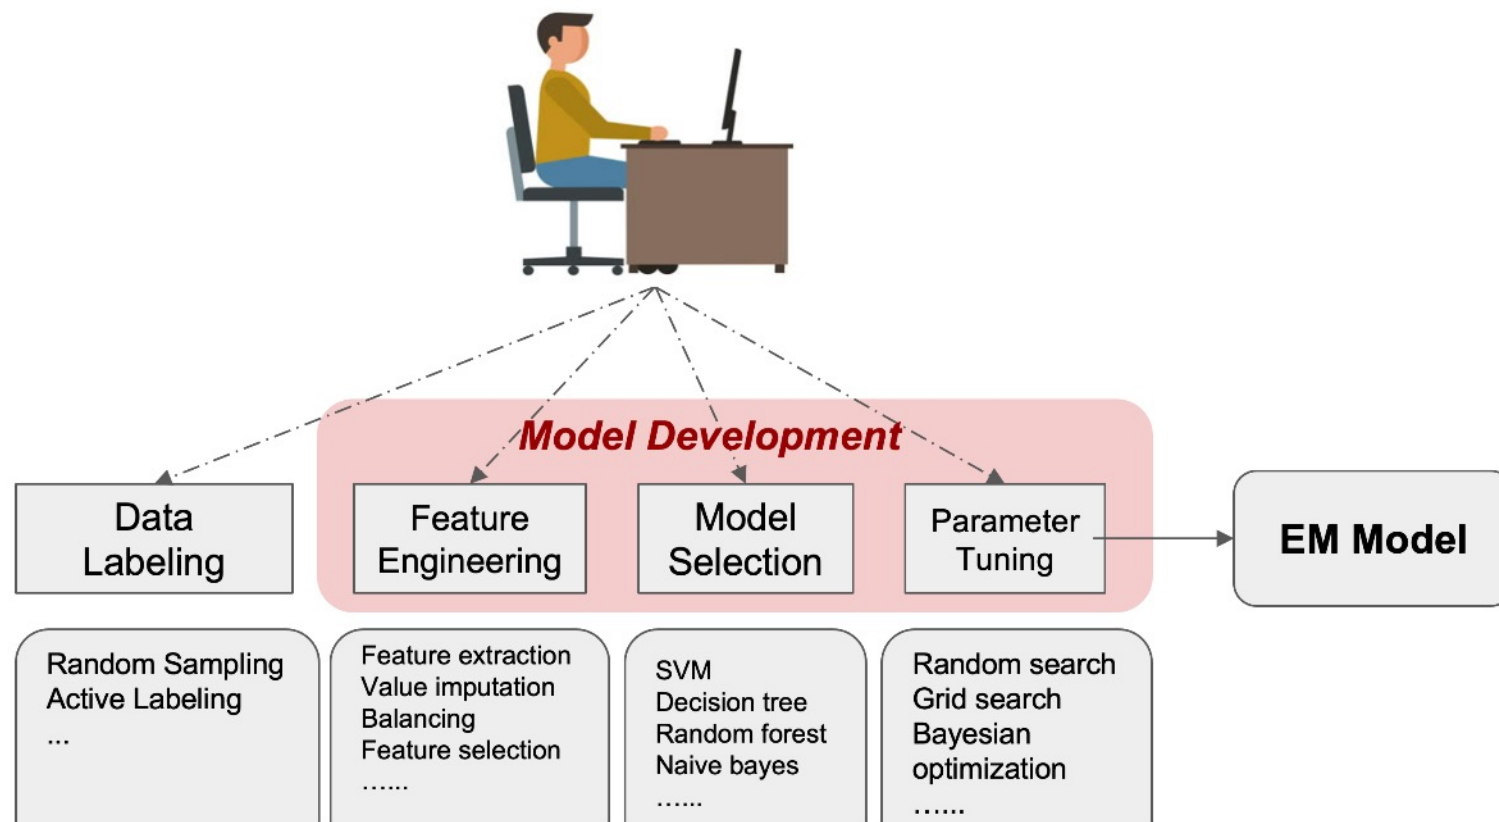 Model Development
Data
Labeling
Feature
Engineering
Model
Selection
Parameter
Tuning
EM Model
Random Sampling
Active Labeling
...
Feature extraction
Value imputation
Balancing
Feature selection
…...
SVM
Decision tree
Random forest
Naive bayes
…...
Random search
Grid search
Bayesian
optimization
…...